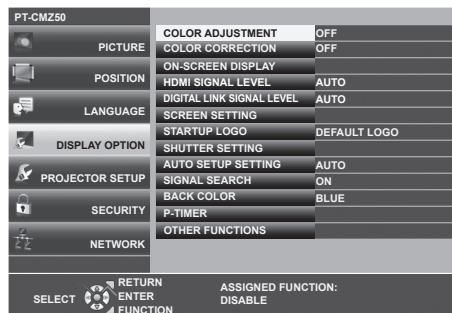 PT-CMZ50
PICTURE
POSITION
LANGUAGE
DISPLAY OPTION
PROJECTOR SETUP
SECURITY
NETWORK
COLOR ADJUSTMENT OFF
COLOR CORRECTION OFF
ON-SCREEN DISPLAY
HDMI SIGNAL LEVEL AUTO
DIGITAL LINK SIGNAL LEVEL AUTO
SCREEN SETTING
STARTUP LOGO DEFAULT LOGO
SHUTTER SETTING
AUTO SETUP SETTING AUTO
SIGNAL SEARCH ON
BACK COLOR BLUE
P-TIMER
OTHER FUNCTIONS
SELECT
RETURN
ENTER
FUNCTION
ASSIGNED FUNCTION:
DISABLE